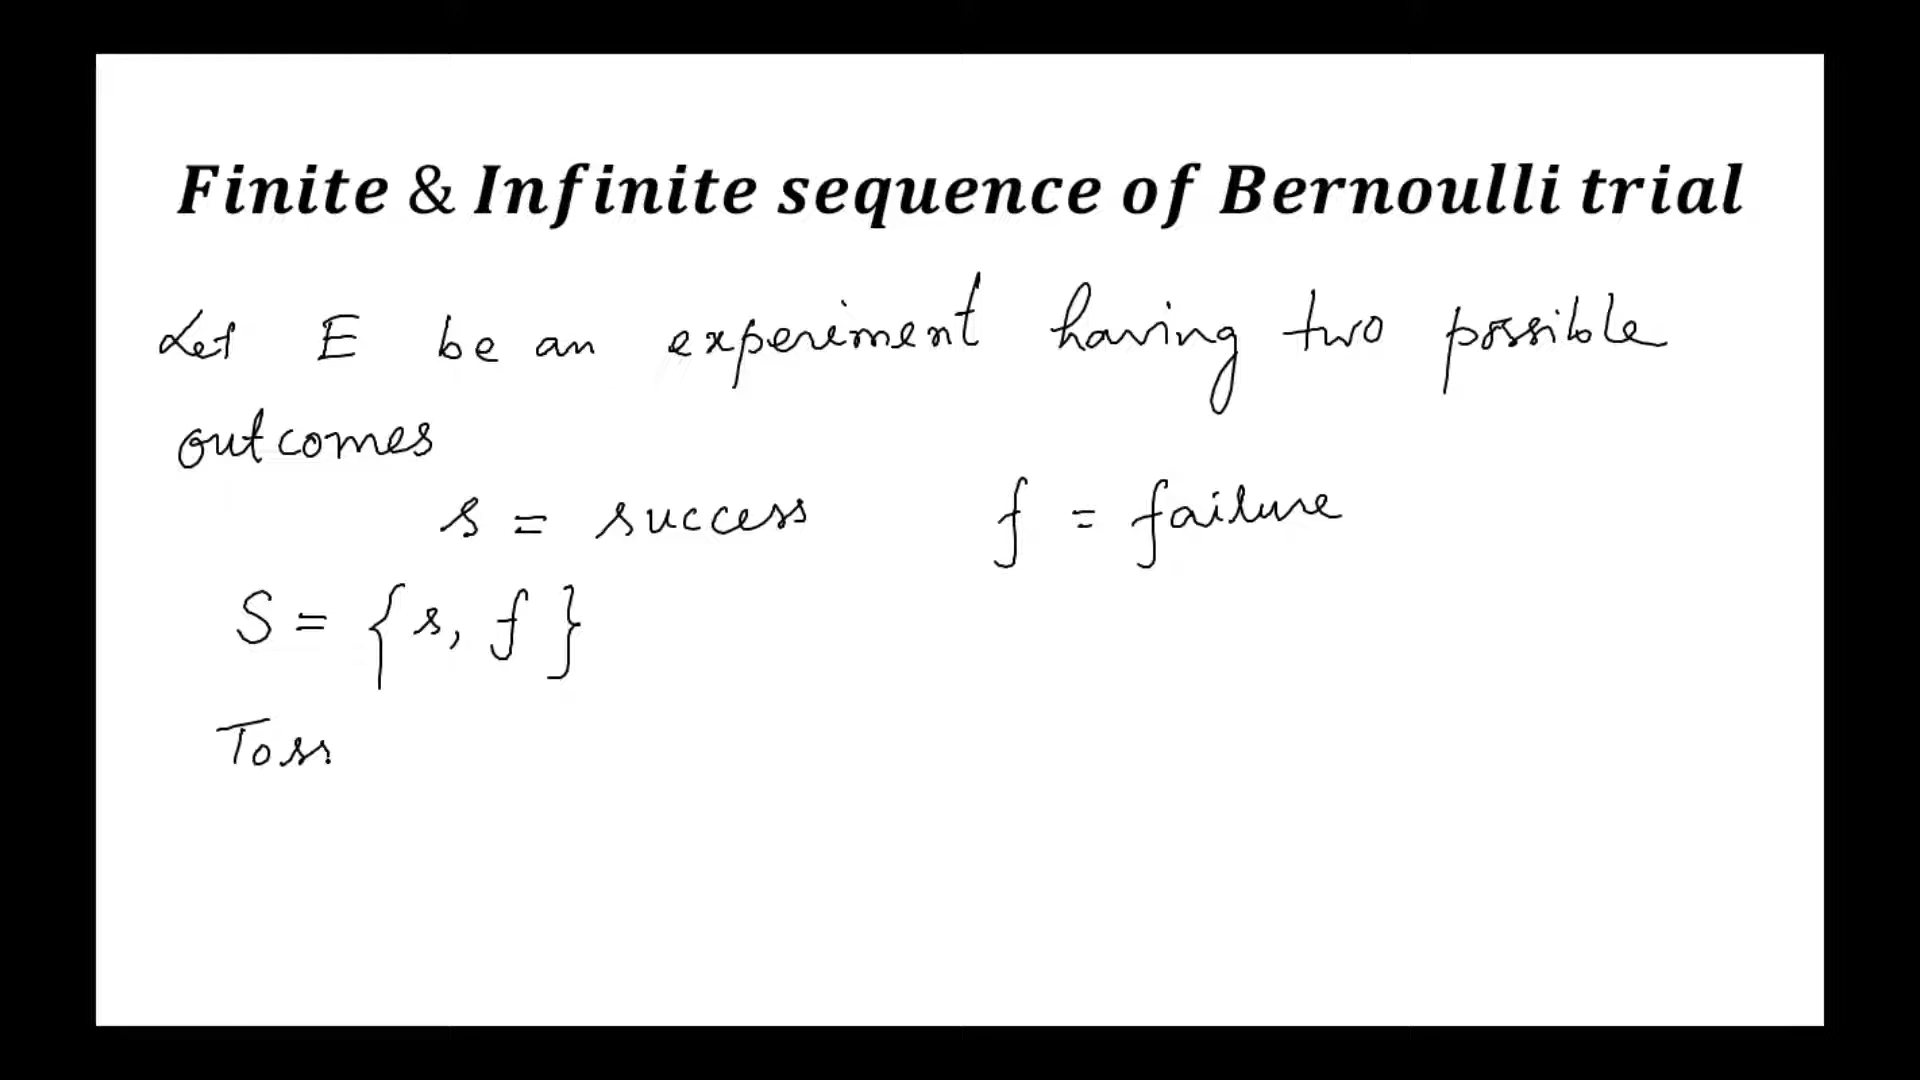 Finite & Infinite sequence of Bernoulli trial
Let E be an experiment having two possible
outcomes
s = success f = failure
S = {s, f}
Toss